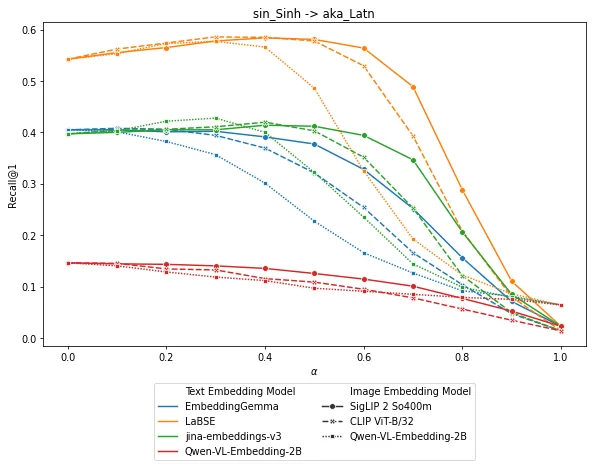 sin_Sinh -> aka_Latn
0.6
0.5
0.4
0.3
0.2
0.1
0.0
Recall@1
0.0 0.2 0.4 0.6 0.8 1.0
α
Text Embedding Model Image Embedding Model
EmbeddingGemma SigLIP 2 So400m
LaBSE CLIP ViT-B/32
jina-embeddings-v3 Qwen-VL-Embedding-2B
Qwen-VL-Embedding-2B